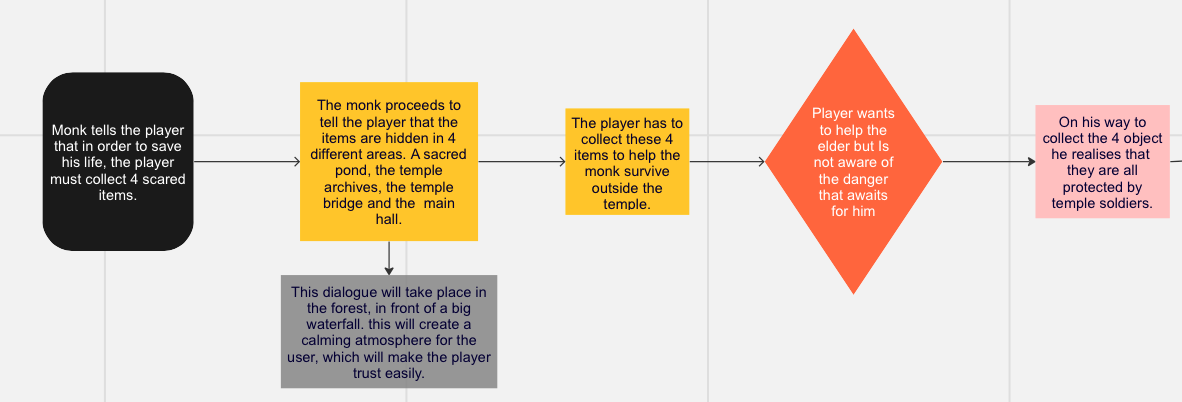 Monk tells the player
that in order to save
his life, the player
must collect 4 scared
items.
The monk proceeds to
tell the player that the
items are hidden in 4
different areas. A sacred
pond, the temple
archives, the temple
bridge and the main
hall.
This dialogue will take place in
the forest, in front of a big
waterfall. this will create a
calming atmosphere for the
user, which will make the player
trust easily.
The player has to
collect these 4
items to help the
monk survive
outside the
temple.
Player wants
to help the
elder but Is
not aware of
the danger
that awaits
for him
On his way to
collect the 4 object
he realises that
they are all
protected by
temple soldiers.